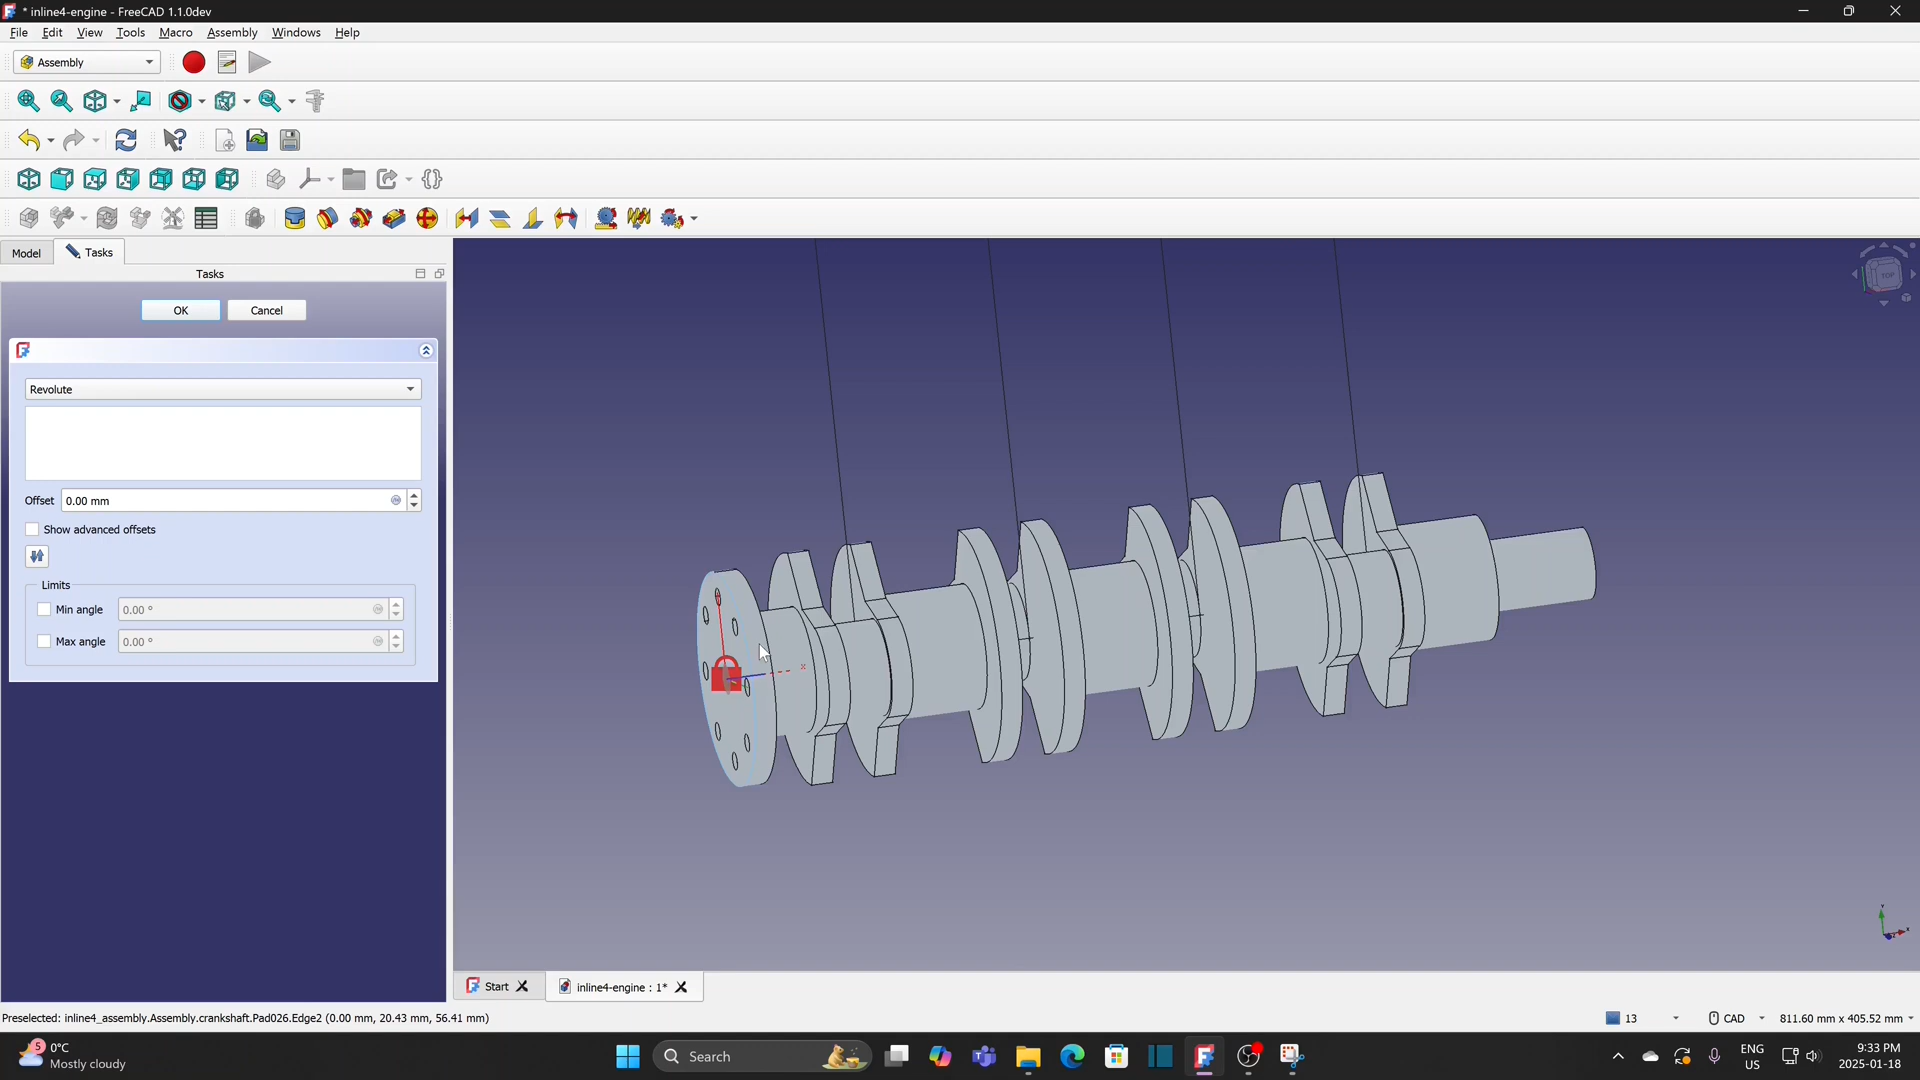 * inline4-engine - FreeCAD 1.1.0dev
File Edit View Tools Macro Assembly Windows Help
Assembly
Model Tasks
Tasks
OK Cancel
Revolute
Offset 0.00 mm
Show advanced offsets
Limits
Min angle 0.00 °
Max angle 0.00 °
TOP
Start inline4-engine : 1*
Preselected: inline4_assembly.Assembly.crankshaft.Pad026.Edge2 (0.00 mm, 20.43 mm, 56.41 mm)
13 CAD 811.60 mm x 405.52 mm
5
0°C
Mostly cloudy
Search
ENG
US
9:33 PM
2025-01-18